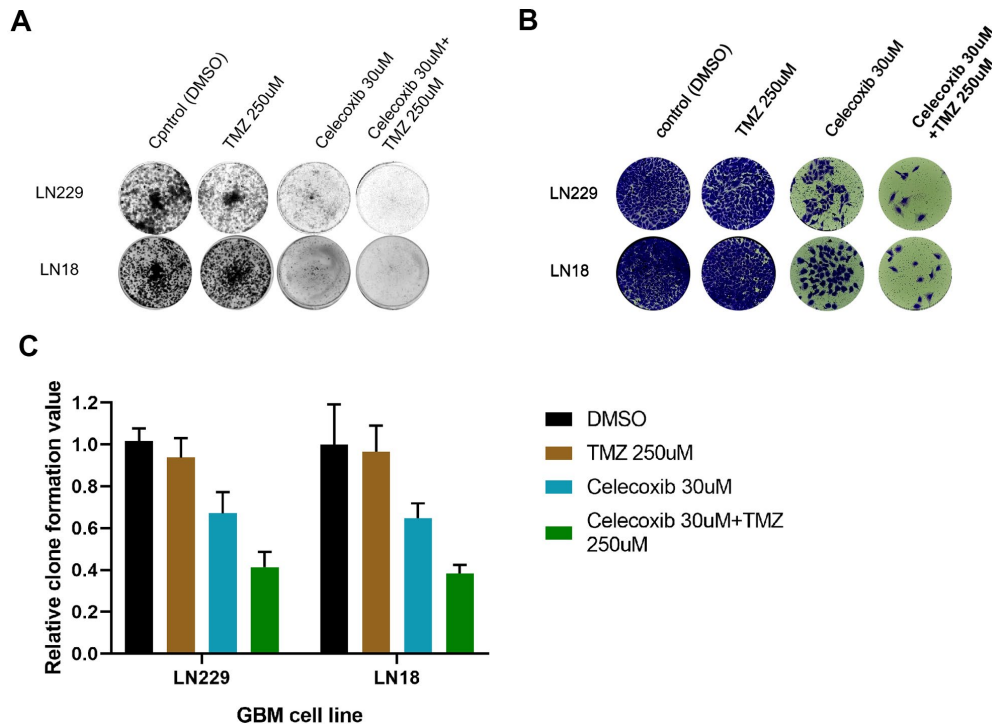 A
Cpntrol (DMSO)
TMZ 250uM
Celecoxib 30uM
Celecoxib 30uM+
TMZ 250uM
LN229
LN18
B
control (DMSO)
TMZ 250uM
Celecoxib 30uM
Celecoxib 30uM
+TMZ 250uM
LN229
LN18
C
Relative clone formation value
1.2
1.0
0.8
0.6
0.4
0.2
0.0
LN229
LN18
GBM cell line
DMSO
TMZ 250uM
Celecoxib 30uM
Celecoxib 30uM+TMZ
250uM